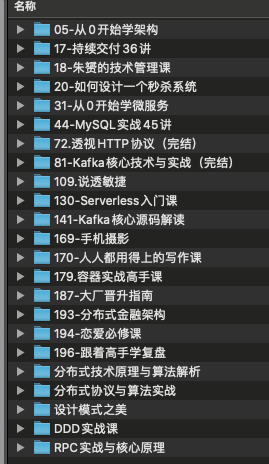 名称
05-从0开始学架构
17-持续交付36讲
18-朱赟的技术管理课
20-如何设计一个秒杀系统
31-从0开始学微服务
44-MySQL实战45讲
72.透视HTTP协议（完结）
81-Kafka核心技术与实战（完结）
109.说透敏捷
130-Serverless入门课
141-Kafka核心源码解读
169-手机摄影
170-人人都用得上的写作课
179.容器实战高手课
187-大厂晋升指南
193-分布式金融架构
194-恋爱必修课
196-跟着高手学复盘
分布式技术原理与算法解析
分布式协议与算法实战
设计模式之美
DDD实战课
RPC实战与核心原理